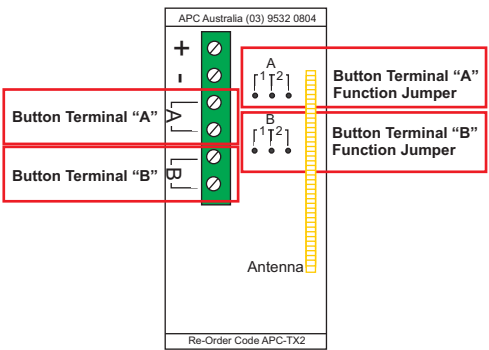 APC Australia (03) 9532 0804
+
-
A
1 2
Button Terminal “A”
Function Jumper
Button Terminal “A”
A
B
1 2
Button Terminal “B”
Function Jumper
Button Terminal “B”
B
Antenna
Re-Order Code APC-TX2